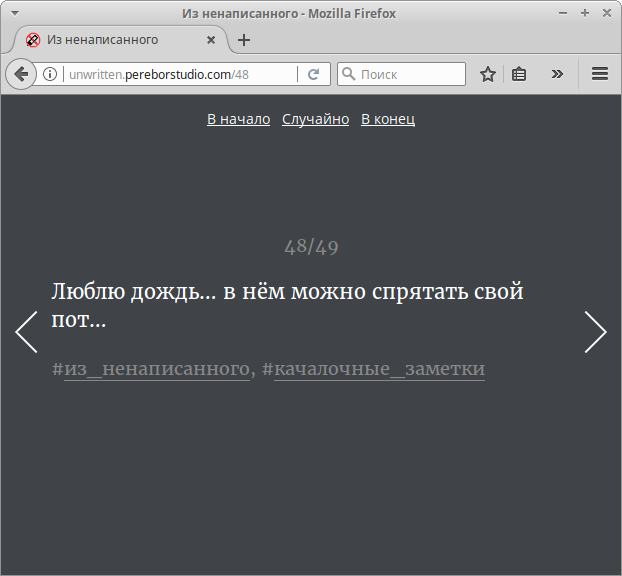 Из ненаписанного - Mozilla Firefox
Из ненаписанного
unwritten.pereborstudio.com/48
Поиск
В начало Случайно В конец
48/49
Люблю дождь... в нём можно спрятать свой
пот...
#из_ненаписанного, #качалочные_заметки